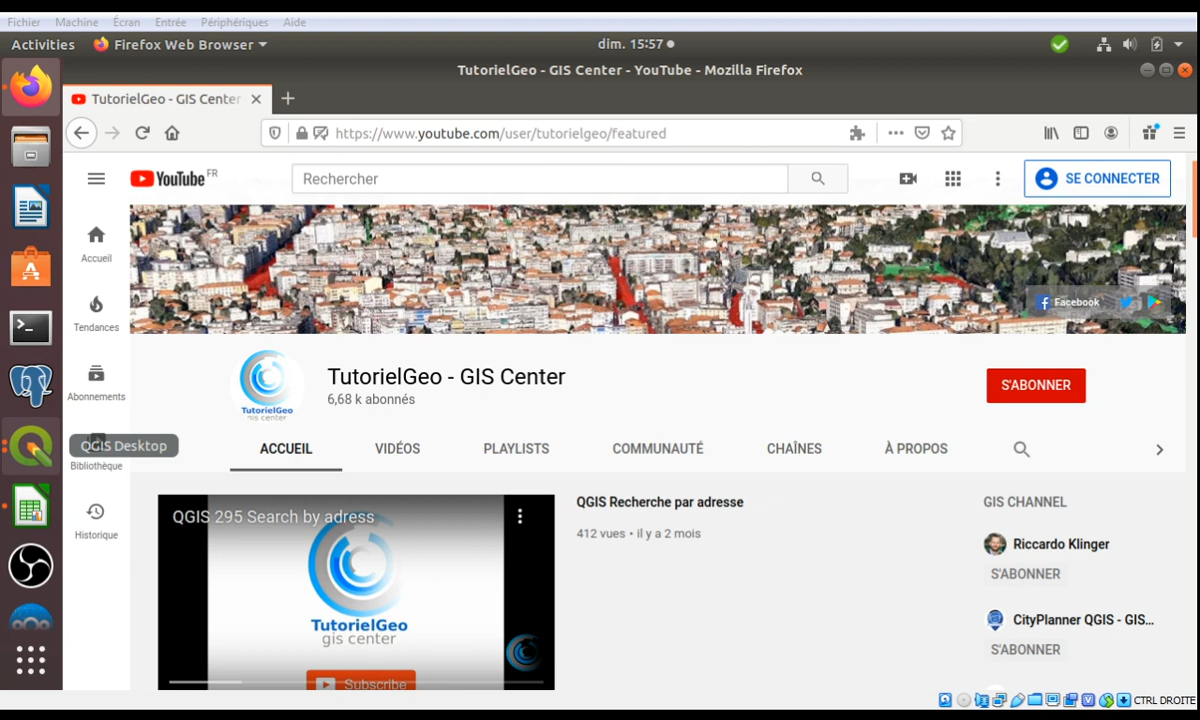 Fichier Machine Écran Entrée Périphériques Aide
Activities Firefox Web Browser dim. 15:57
TutorielGeo - GIS Center - YouTube - Mozilla Firefox
TutorielGeo - GIS Center
https://www.youtube.com/user/tutorielgeo/featured
YouTube FR Rechercher SE CONNECTER
Accueil
Facebook
Tendances
TutorielGeo
gis center
TutorielGeo - GIS Center
6,68 k abonnés
S'ABONNER
Abonnements
QGIS Desktop
Bibliothèque
ACCUEIL VIDÉOS PLAYLISTS COMMUNAUTÉ CHAÎNES À PROPOS
Historique
QGIS 295 Search by adress
TutorielGeo
gis center
Subscribe
QGIS Recherche par adresse
412 vues • il y a 2 mois
GIS CHANNEL
Riccardo Klinger
S'ABONNER
CityPlanner QGIS - GIS...
S'ABONNER
CTRL DROITE